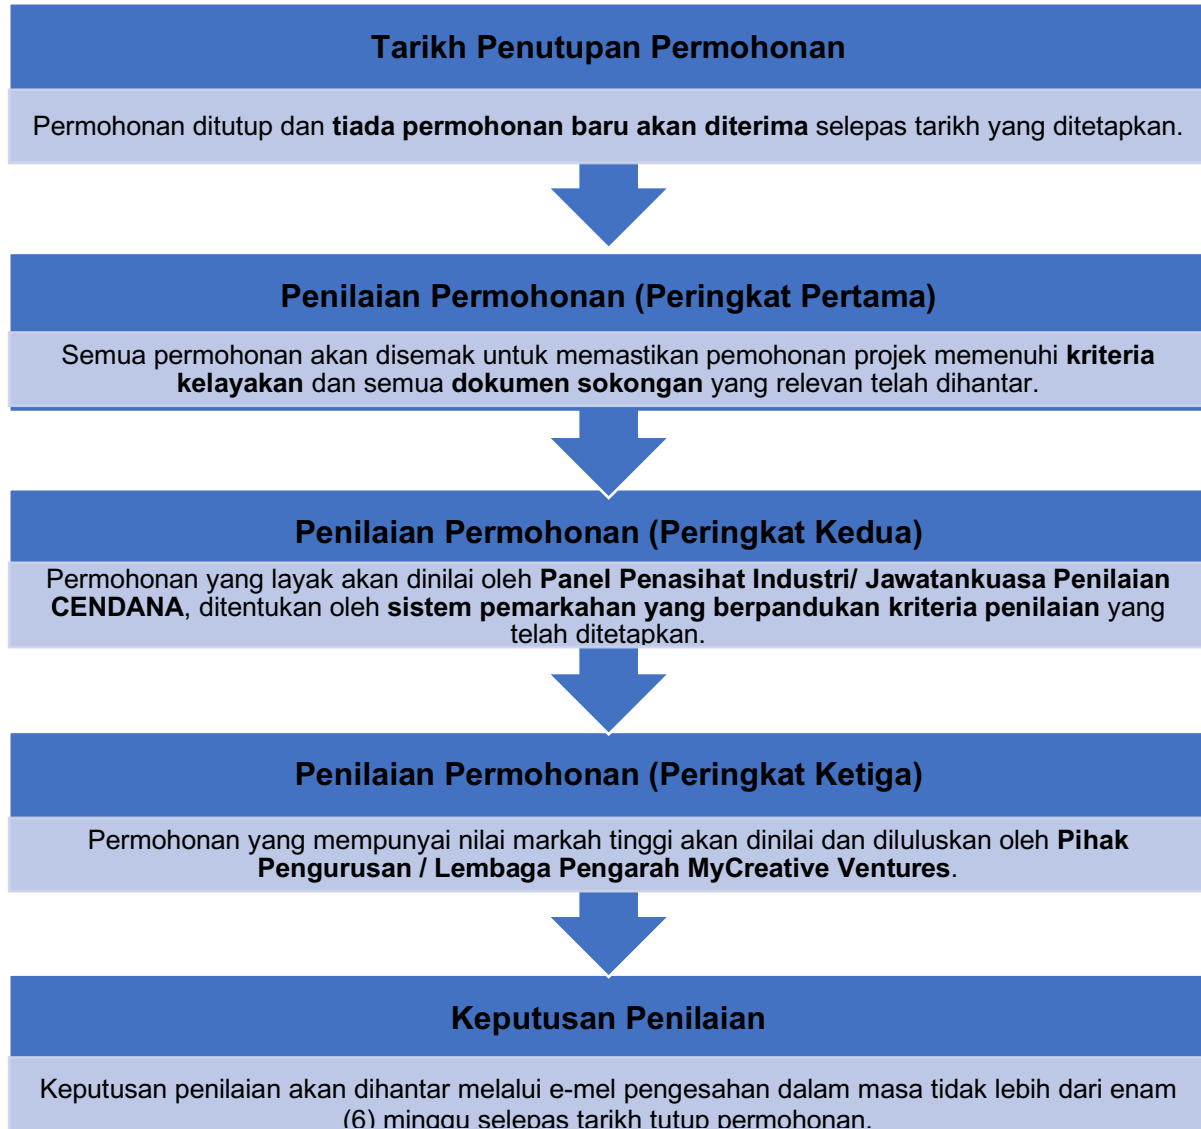 Tarikh Penutupan Permohonan
Permohonan ditutup dan tiada permohonan baru akan diterima selepas tarikh yang ditetapkan.
Penilaian Permohonan (Peringkat Pertama)
Semua permohonan akan disemak untuk memastikan pemohonan projek memenuhi kriteria
kelayakan dan semua dokumen sokongan yang relevan telah dihantar.
Penilaian Permohonan (Peringkat Kedua)
Permohonan yang layak akan dinilai oleh Panel Penasihat Industri/ Jawatankuasa Penilaian
CENDANA, ditentukan oleh sistem pemarkahan yang berpandukan kriteria penilaian yang
telah ditetapkan.
Penilaian Permohonan (Peringkat Ketiga)
Permohonan yang mempunyai nilai markah tinggi akan dinilai dan diluluskan oleh Pihak
Pengurusan / Lembaga Pengarah MyCreative Ventures.
Keputusan Penilaian
Keputusan penilaian akan dihantar melalui e-mel pengesahan dalam masa tidak lebih dari enam
(6) minggu selepas tarikh tutup permohonan.